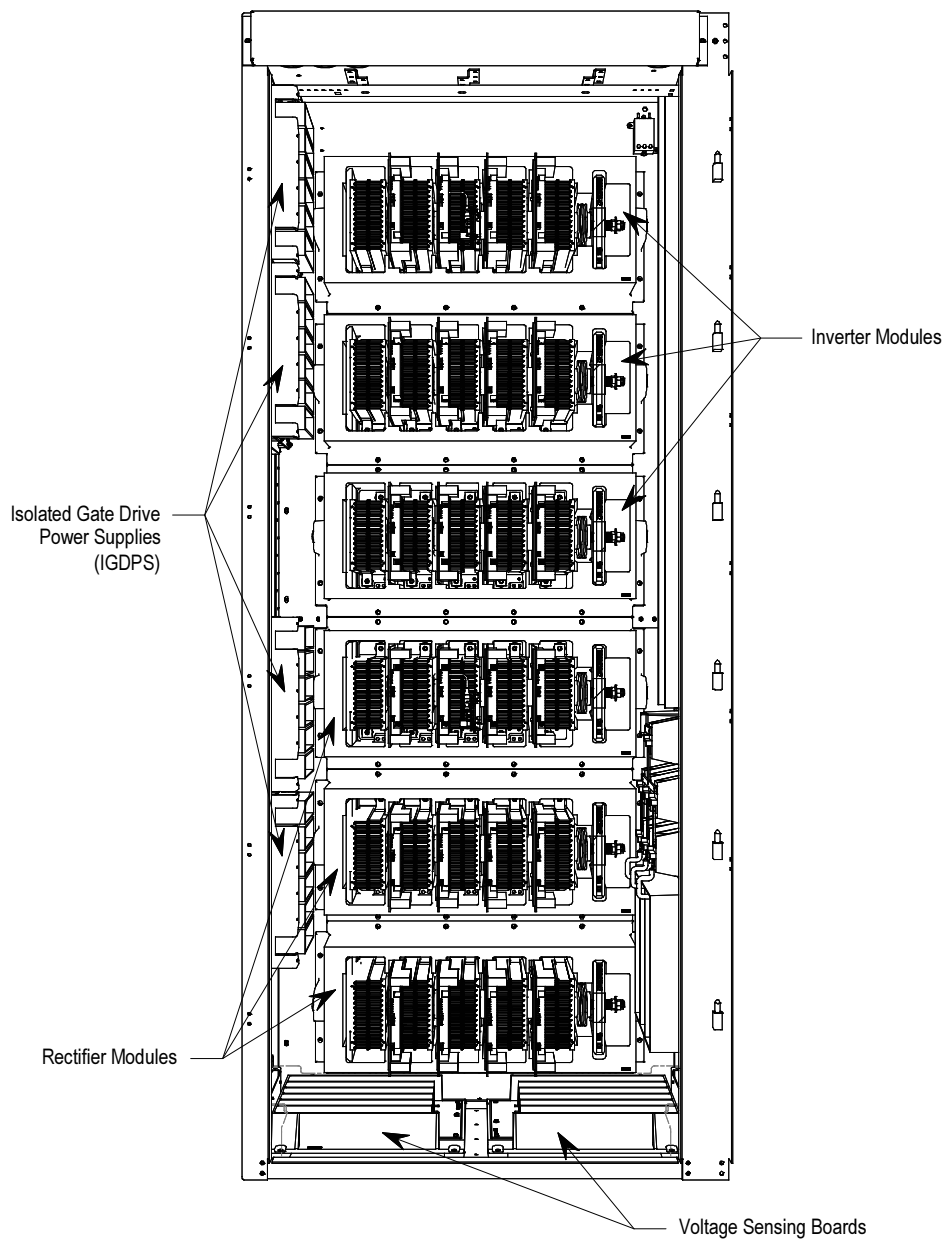 Inverter Modules
Isolated Gate Drive
Power Supplies
(IGDPS)
Rectifier Modules
Voltage Sensing Boards